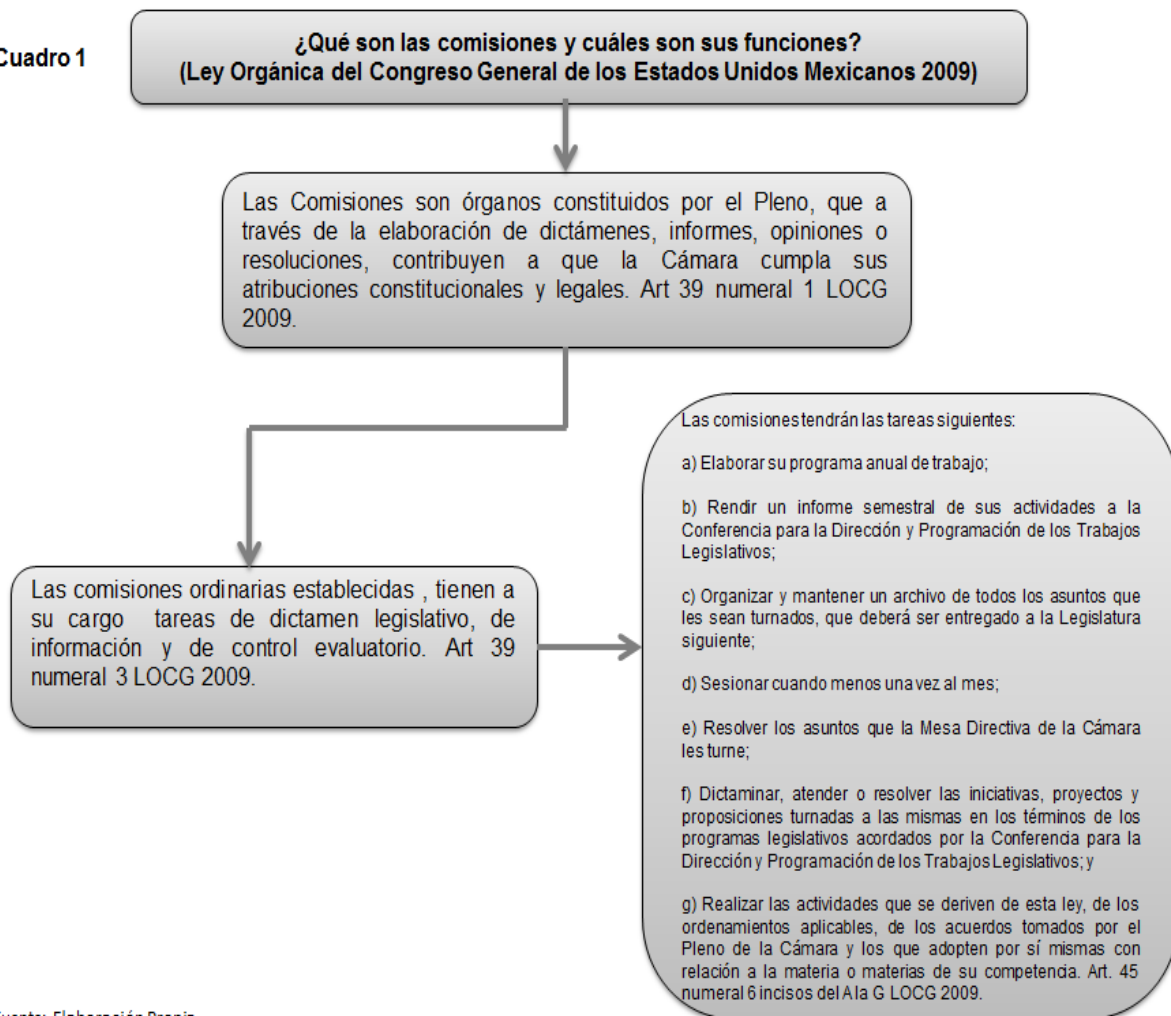 Cuadro 1
¿Qué son las comisiones y cuáles son sus funciones?
(Ley Orgánica del Congreso General de los Estados Unidos Mexicanos 2009)
Las Comisiones son órganos constituidos por el Pleno, que a
través de la elaboración de dictámenes, informes, opiniones o
resoluciones, contribuyen a que la Cámara cumpla sus
atribuciones constitucionales y legales. Art 39 numeral 1 LOCG
2009.
Las comisiones ordinarias establecidas , tienen a
su cargo tareas de dictamen legislativo, de
información y de control evaluatorio. Art 39
numeral 3 LOCG 2009.
Las comisiones tendrán las tareas siguientes:
a) Elaborar su programa anual de trabajo;
b) Rendir un informe semestral de sus actividades a la
Conferencia para la Dirección y Programación de los Trabajos
Legislativos;
c) Organizar y mantener un archivo de todos los asuntos que
les sean turnados, que deberá ser entregado a la Legislatura
siguiente;
d) Sesionar cuando menos una vez al mes;
e) Resolver los asuntos que la Mesa Directiva de la Cámara
les turne;
f) Dictaminar, atender o resolver las iniciativas, proyectos y
proposiciones turnadas a las mismas en los términos de los
programas legislativos acordados por la Conferencia para la
Dirección y Programación de los Trabajos Legislativos; y
g) Realizar las actividades que se deriven de esta ley, de los
ordenamientos aplicables, de los acuerdos tomados por el
Pleno de la Cámara y los que adopten por sí mismas con
relación a la materia o materias de su competencia. Art. 45
numeral 6 incisos del A la G LOCG 2009.
Fuente: Elaboración Propia